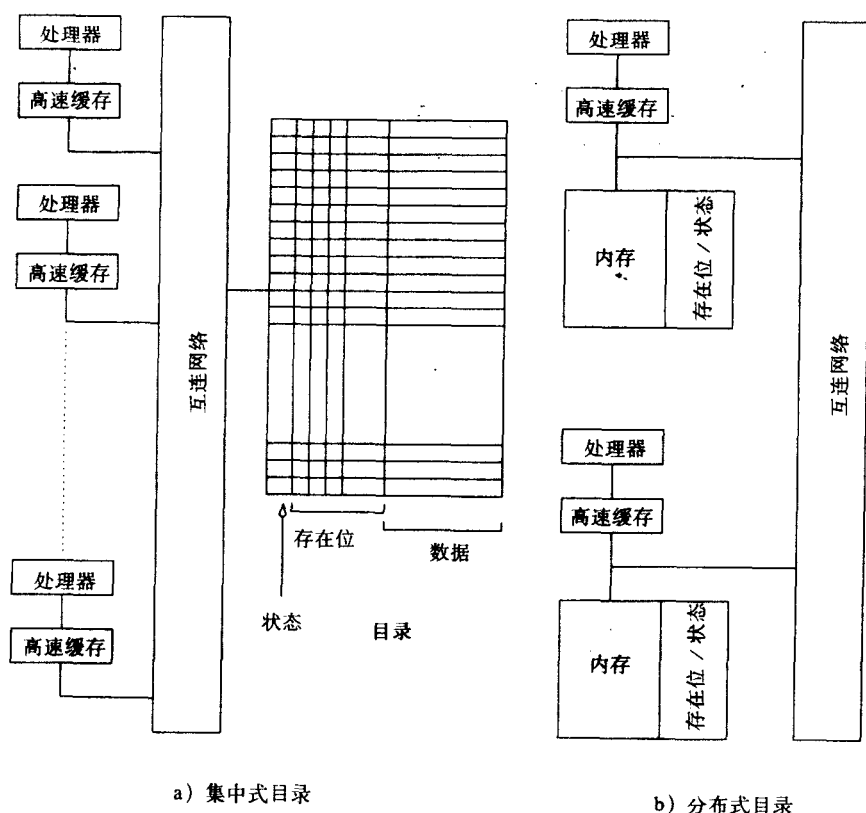 处理器
高速缓存
处理器
高速缓存
处理器
高速缓存
互连网络
存在位
数据
状态
目录
a) 集中式目录
处理器
高速缓存
内存
存在位/状态
处理器
高速缓存
内存
存在位/状态
互连网络
b) 分布式目录